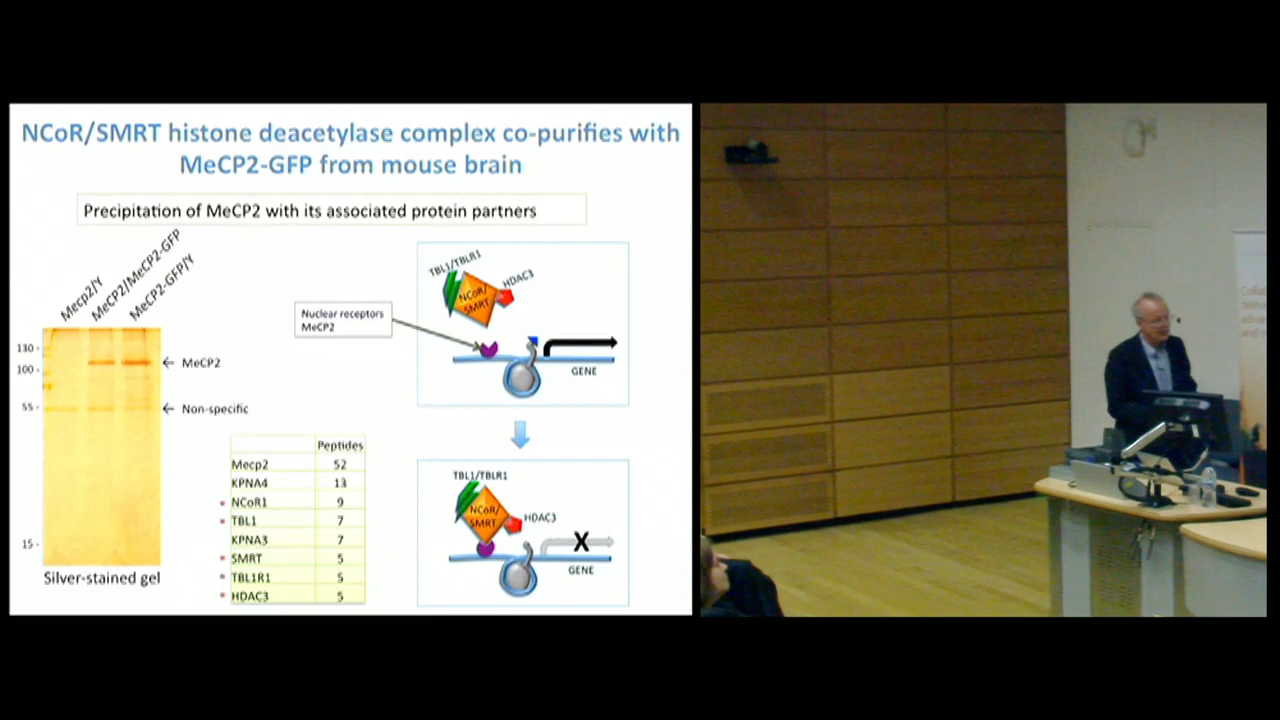 NCoR/SMRT histone deacetylase complex co-purifies with
MeCP2-GFP from mouse brain
Precipitation of MeCP2 with its associated protein partners
Mecp2/Y
MeCP2/MeCP2-GFP
MeCP2-GFP/Y
130 -
100 -
55 -
15 -
← MeCP2
← Non-specific
Silver-stained gel
Peptides
Mecp2 52
KPNA4 13
• NCoR1 9
• TBL1 7
KPNA3 7
• SMRT 5
• TBL1R1 5
• HDAC3 5
Nuclear receptors
MeCP2
TBL1/TBLR1
NCoR/
SMRT
HDAC3
GENE
TBL1/TBLR1
NCoR/
SMRT
HDAC3
X
GENE